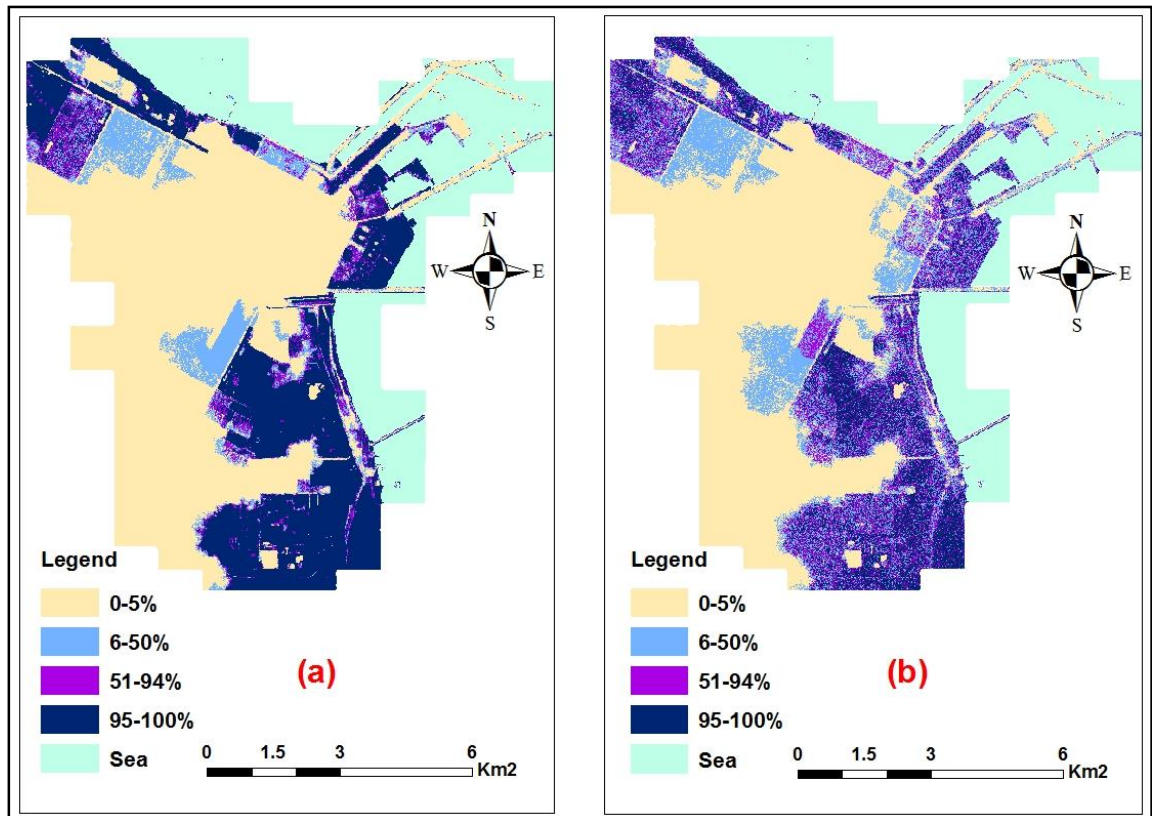 N
W E
S
Legend
0-5%
6-50%
51-94%
95-100%
Sea
(a)
0 1.5 3 6
Km2
N
W E
S
Legend
0-5%
6-50%
51-94%
95-100%
Sea
(b)
0 1.5 3 6
Km2